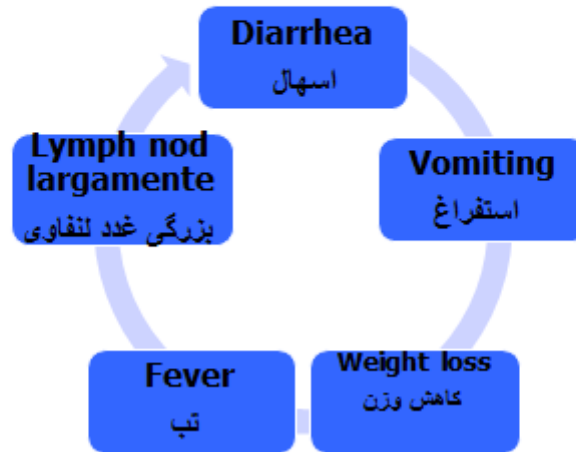 Diarrhea
اسهال
Vomiting
استفراغ
Weight loss
کاهش وزن
Fever
تب
Lymph nod
largamente
بزرگی غدد لنفاوی